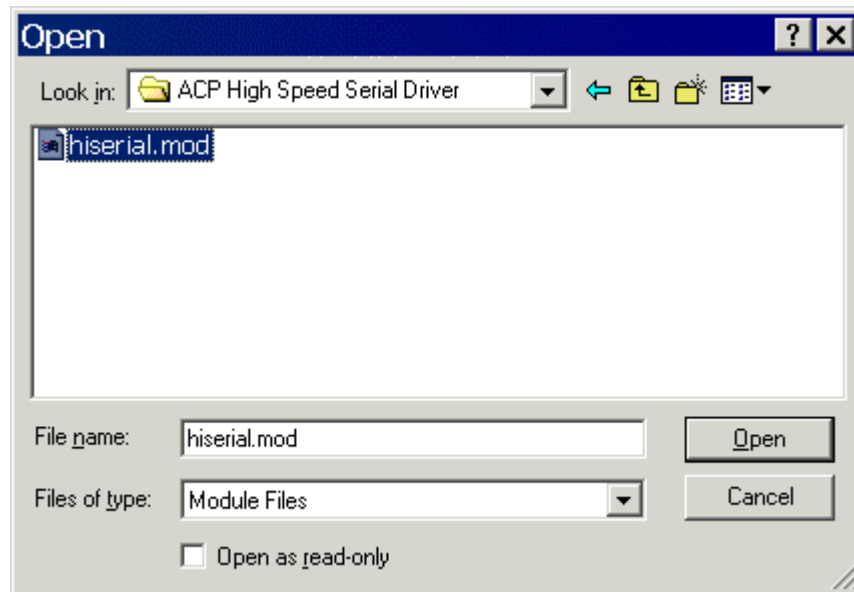 Open
Look in: ACP High Speed Serial Driver
hiserial.mod
File name: hiserial.mod Open
Files of type: Module Files Cancel
Open as read-only